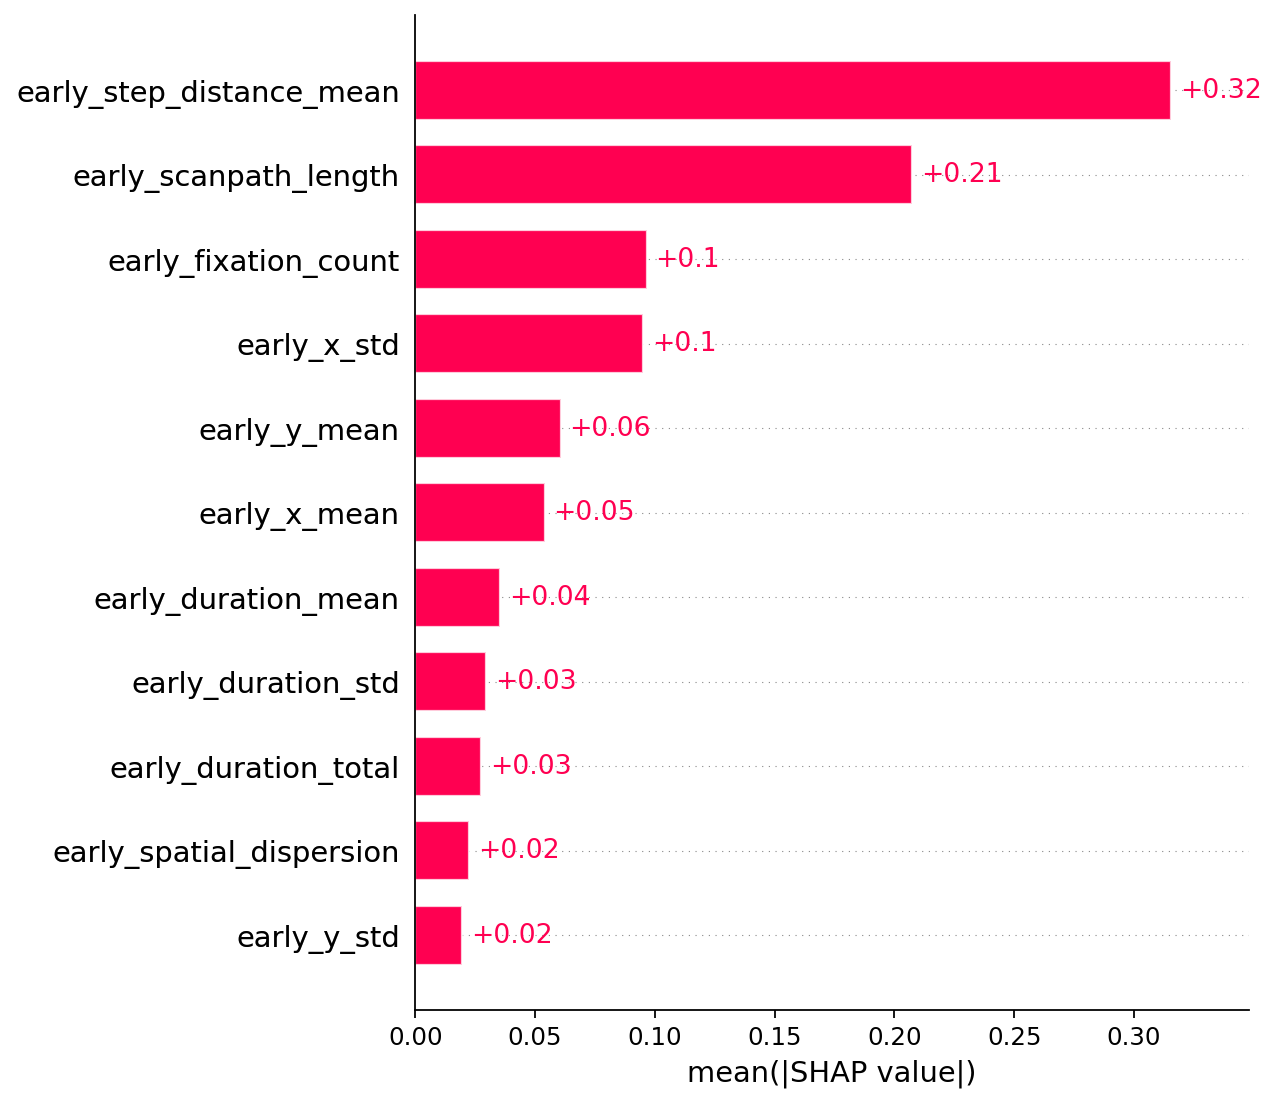 early_step_distance_mean +0.32
early_scanpath_length +0.21
early_fixation_count +0.1
early_x_std +0.1
early_y_mean +0.06
early_x_mean +0.05
early_duration_mean +0.04
early_duration_std +0.03
early_duration_total +0.03
early_spatial_dispersion +0.02
early_y_std +0.02
0.00 0.05 0.10 0.15 0.20 0.25 0.30
mean(|SHAP value|)